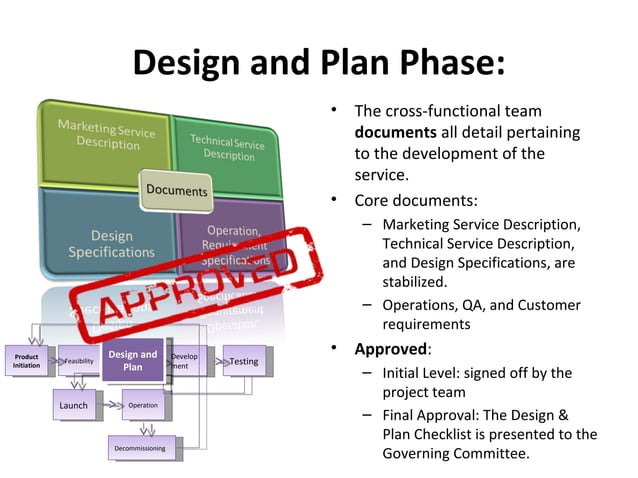 Design and Plan Phase:
Marketing Service
Description
Technical Service
Description
Documents
Design
Specifications
Operation,
Requirement
Specifications
APPROVED
Product
Initiation
Feasibility
Design and
Plan
Develop
ment
Testing
Launch
Operation
Decommissioning
• The cross-functional team
documents all detail pertaining
to the development of the
service.
• Core documents:
– Marketing Service Description,
Technical Service Description,
and Design Specifications, are
stabilized.
– Operations, QA, and Customer
requirements
• Approved:
– Initial Level: signed off by the
project team
– Final Approval: The Design &
Plan Checklist is presented to the
Governing Committee.